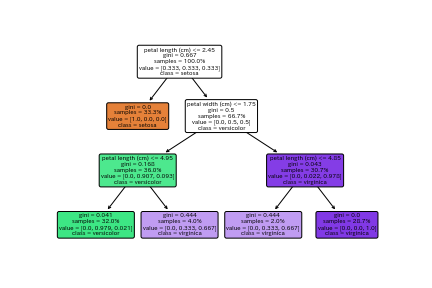 petal length (cm) <= 2.45
gini = 0.667
samples = 100.0%
value = [0.333, 0.333, 0.333]
class = setosa
gini = 0.0
samples = 33.3%
value = [1.0, 0.0, 0.0]
class = setosa
petal width (cm) <= 1.75
gini = 0.5
samples = 66.7%
value = [0.0, 0.5, 0.5]
class = versicolor
petal length (cm) <= 4.95
gini = 0.168
samples = 36.0%
value = [0.0, 0.907, 0.093]
class = versicolor
petal length (cm) <= 4.85
gini = 0.043
samples = 30.7%
value = [0.0, 0.022, 0.978]
class = virginica
gini = 0.041
samples = 32.0%
value = [0.0, 0.979, 0.021]
class = versicolor
gini = 0.444
samples = 4.0%
value = [0.0, 0.333, 0.667]
class = virginica
gini = 0.444
samples = 2.0%
value = [0.0, 0.333, 0.667]
class = virginica
gini = 0.0
samples = 28.7%
value = [0.0, 0.0, 1.0]
class = virginica